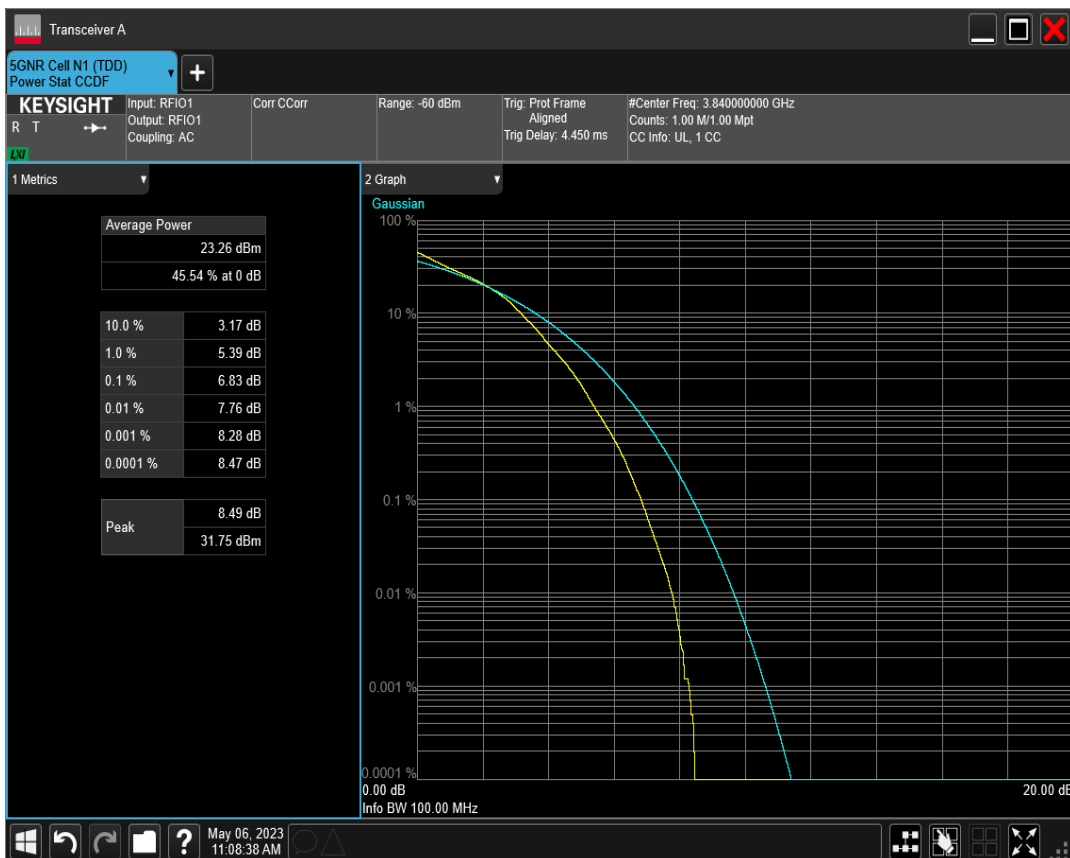 Transceiver A
5GNR Cell N1 (TDD)
Power Stat CCDF
+
KEYSIGHT
R T
LXI
Input: RFIO1
Output: RFIO1
Coupling: AC
Corr CCorr
Range: -60 dBm
Trig: Prot Frame
Aligned
Trig Delay: 4.450 ms
#Center Freq: 3.840000000 GHz
Counts: 1.00 M/1.00 Mpt
CC Info: UL, 1 CC
1 Metrics
Average Power
23.26 dBm
45.54 % at 0 dB
10.0 % 3.17 dB
1.0 % 5.39 dB
0.1 % 6.83 dB
0.01 % 7.76 dB
0.001 % 8.28 dB
0.0001 % 8.47 dB
Peak
8.49 dB
31.75 dBm
2 Graph
Gaussian
100 %
10 %
1 %
0.1 %
0.01 %
0.001 %
0.0001 %
0.00 dB 20.00 dB
Info BW 100.00 MHz
?
May 06, 2023
11:08:38 AM